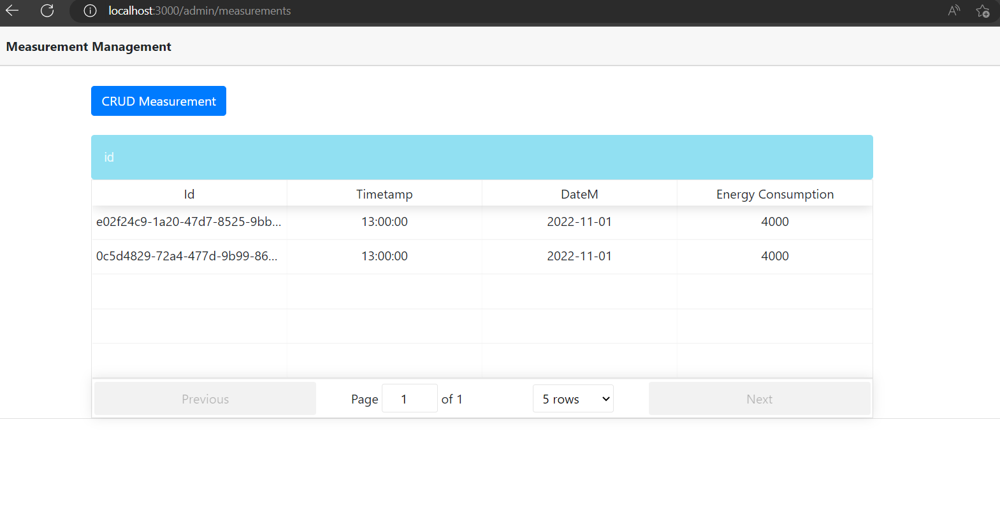 localhost:3000/admin/measurements
Measurement Management
CRUD Measurement
id
Id Timetamp DateM Energy Consumption
e02f24c9-1a20-47d7-8525-9bb... 13:00:00 2022-11-01 4000
0c5d4829-72a4-477d-9b99-86... 13:00:00 2022-11-01 4000
Previous Page 1 of 1 5 rows Next